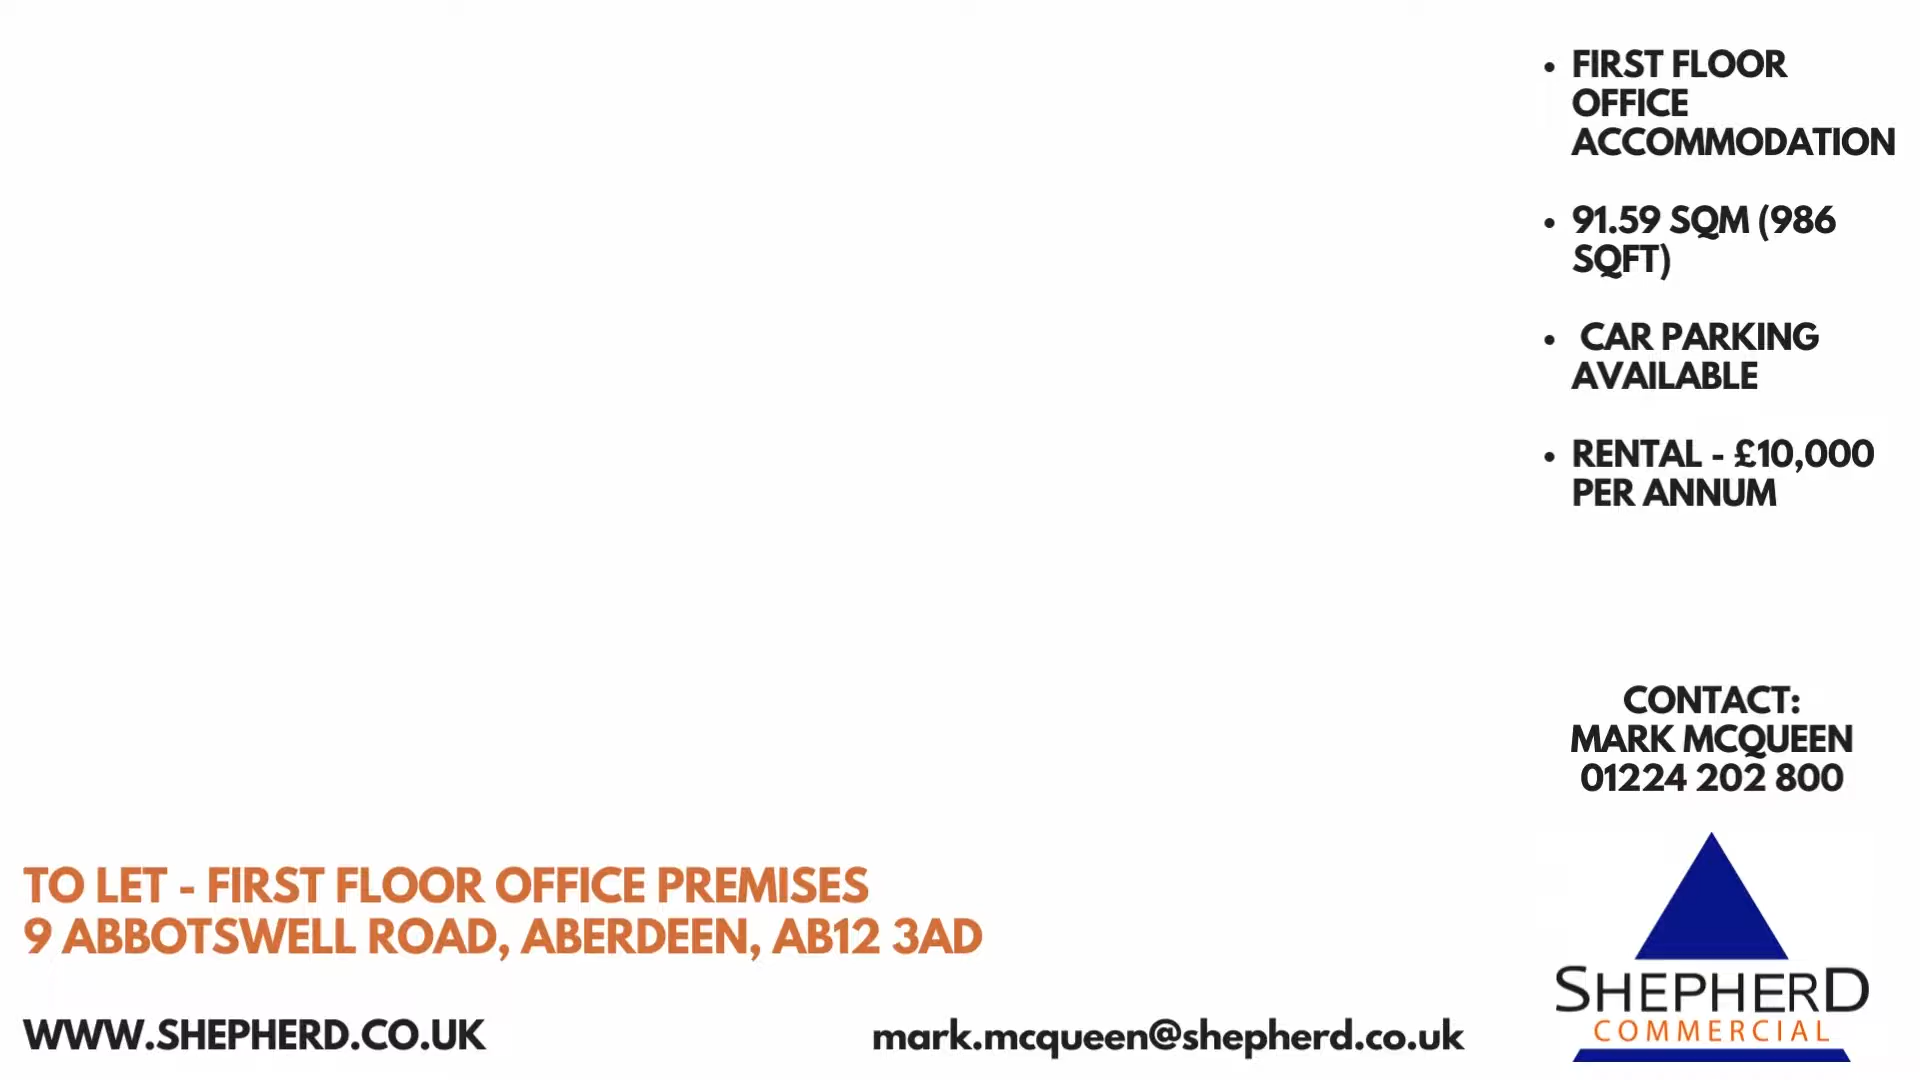 • FIRST FLOOR
OFFICE
ACCOMMODATION
• 91.59 SQM (986
SQFT)
• CAR PARKING
AVAILABLE
• RENTAL - £10,000
PER ANNUM
CONTACT:
MARK MCQUEEN
01224 202 800
TO LET - FIRST FLOOR OFFICE PREMISES
9 ABBOTSWELL ROAD, ABERDEEN, AB12 3AD
WWW.SHEPHERD.CO.UK
mark.mcqueen@shepherd.co.uk
SHEPHERD
COMMERCIAL